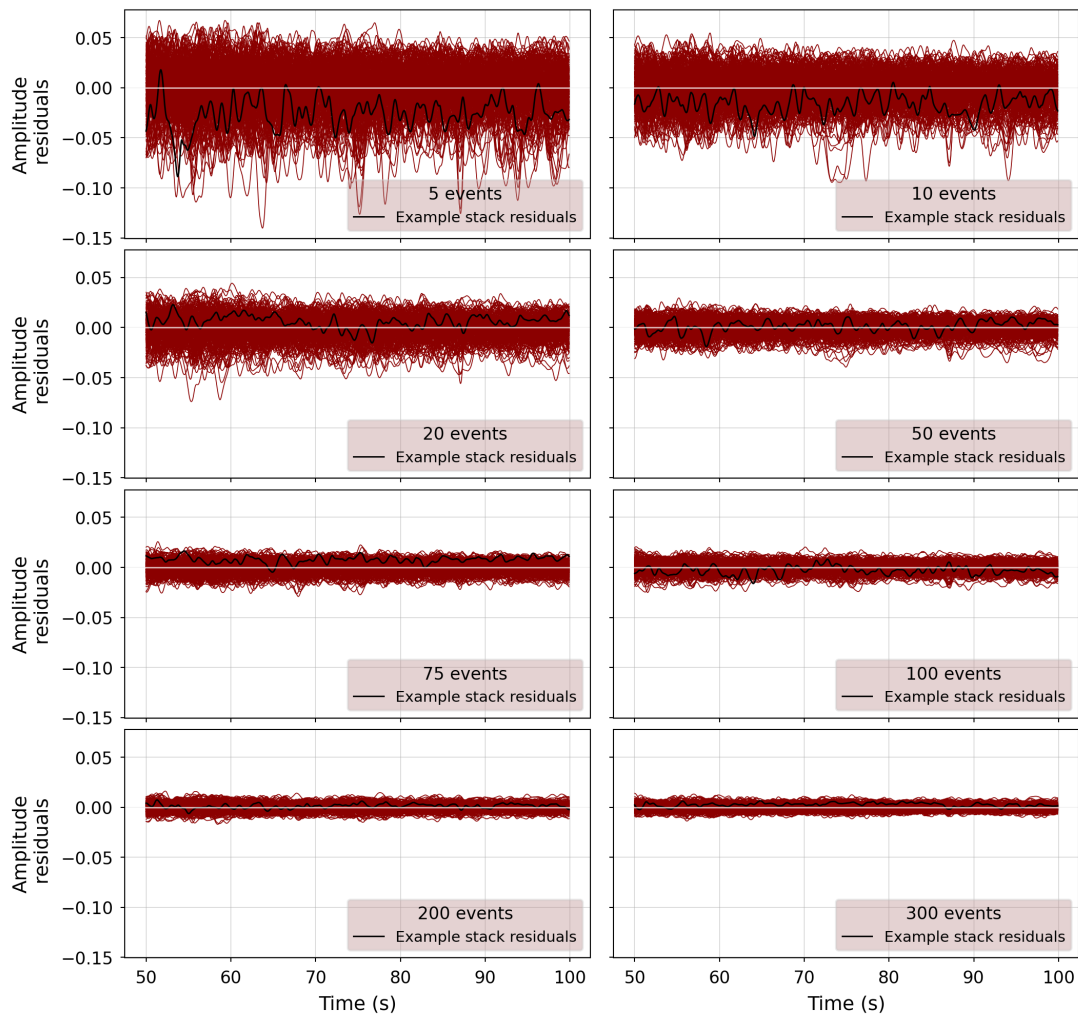 Amplitude
residuals
0.05
0.00
−0.05
−0.10
−0.15
5 events
Example stack residuals
10 events
Example stack residuals
Amplitude
residuals
0.05
0.00
−0.05
−0.10
−0.15
20 events
Example stack residuals
50 events
Example stack residuals
Amplitude
residuals
0.05
0.00
−0.05
−0.10
−0.15
75 events
Example stack residuals
100 events
Example stack residuals
Amplitude
residuals
0.05
0.00
−0.05
−0.10
−0.15
200 events
Example stack residuals
300 events
Example stack residuals
50 60 70 80 90 100
50 60 70 80 90 100
Time (s)
Time (s)